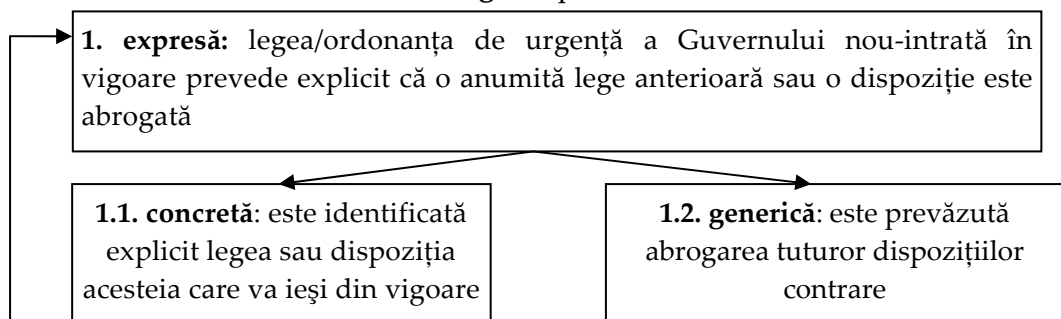 1. expresă: legea/ordonanța de urgență a Guvernului nou-intrată în
vigoare prevede explicit că o anumită lege anterioară sau o dispoziție este
abrogată
1.1. concretă: este identificată
explicit legea sau dispoziția
acesteia care va ieşi din vigoare
1.2. generică: este prevăzută
abrogarea tuturor dispozițiilor
contrare